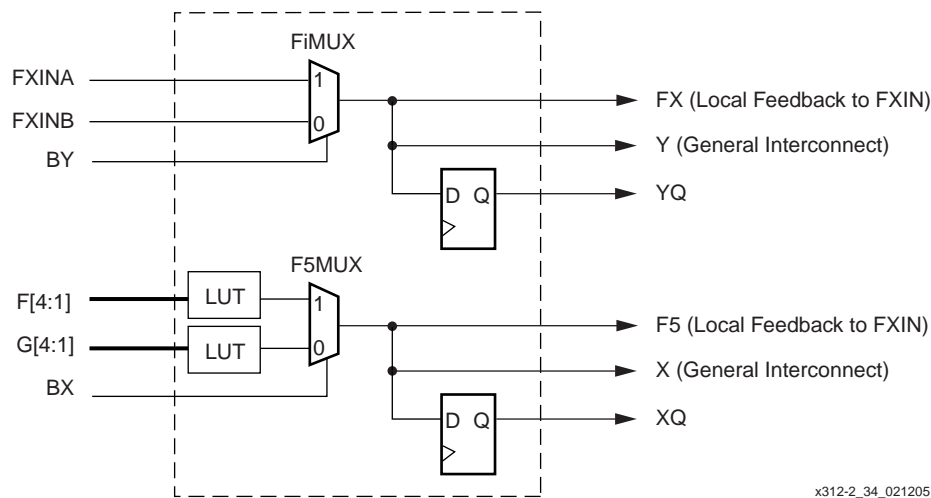 FiMUX
FXINA
1
FX (Local Feedback to FXIN)
FXINB
0
Y (General Interconnect)
BY
D Q
YQ
F5MUX
F[4:1]
LUT
1
F5 (Local Feedback to FXIN)
G[4:1]
LUT
0
X (General Interconnect)
BX
D Q
XQ
x312-2_34_021205